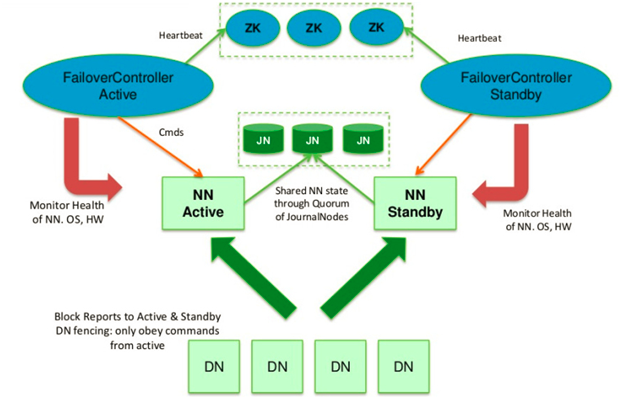 ZK
ZK
ZK
Heartbeat
Heartbeat
FailoverController
Active
FailoverController
Standby
Cmds
JN
JN
JN
NN
Active
Shared NN state
through Quorum
of JournalNodes
NN
Standby
Monitor Health
of NN. OS, HW
Monitor Health
of NN. OS, HW
Block Reports to Active & Standby
DN fencing: only obey commands
from active
DN
DN
DN
DN